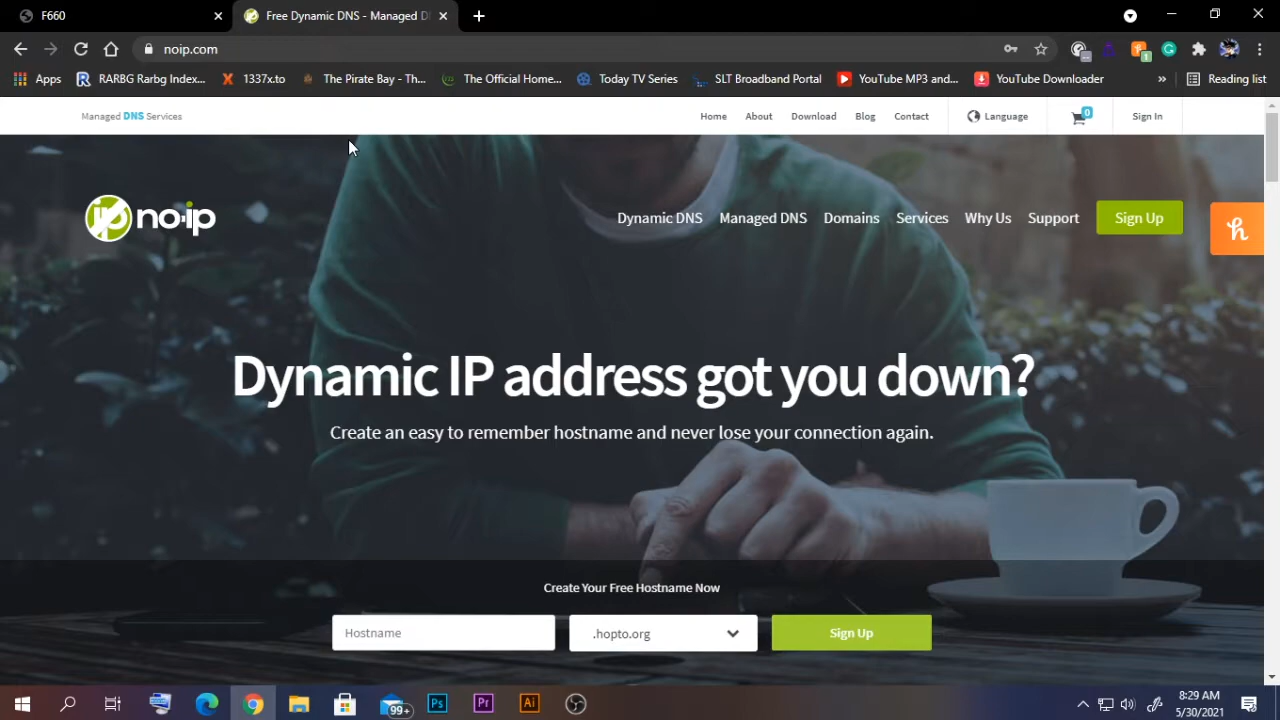 F660
Free Dynamic DNS - Managed D
noip.com
Apps
RARBG Rarbg Index...
1337x.to
The Pirate Bay - Th...
The Official Home...
Today TV Series
SLT Broadband Portal
YouTube MP3 and...
YouTube Downloader
»
Reading list
Managed DNS Services
Home
About
Download
Blog
Contact
Language
0
Sign In
no-ip
Dynamic DNS
Managed DNS
Domains
Services
Why Us
Support
Sign Up
Dynamic IP address got you down?
Create an easy to remember hostname and never lose your connection again.
Create Your Free Hostname Now
Hostname
.hopto.org
Sign Up
99+
Ps
Pr
Ai
8:29 AM
5/30/2021